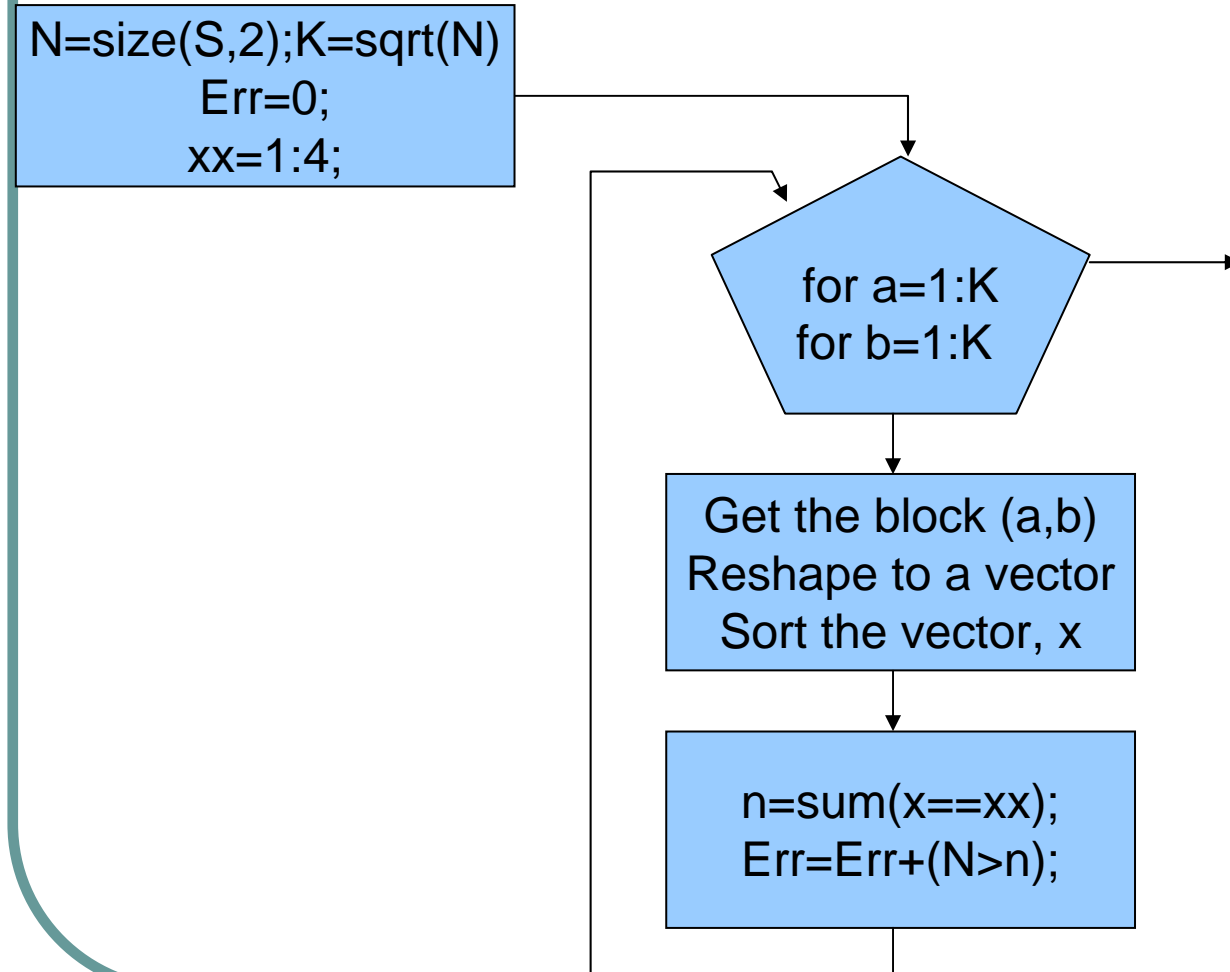 N=size(S,2);K=sqrt(N)
Err=0;
xx=1:4;
for a=1:K
for b=1:K
Get the block (a,b)
Reshape to a vector
Sort the vector, x
n=sum(x==xx);
Err=Err+(N>n);